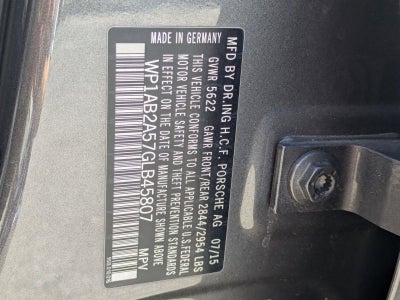 MADE IN GERMANY
MFD BY DR.ING H.C.F. PORSCHE AG 07/15
GVWR 5622 GAWR FRONT/REAR 2844/2954 LBS
THIS VEHICLE CONFORMS TO ALL APPLICABLE U.S.FEDERAL
MOTOR VEHICLE SAFETY AND THEFT PREVENTION STANDARDS
IN EFFECT ON THE DATE OF MANUFACTURE SHOWN ABOVE
WP1AB2A57GLB45807 MPV